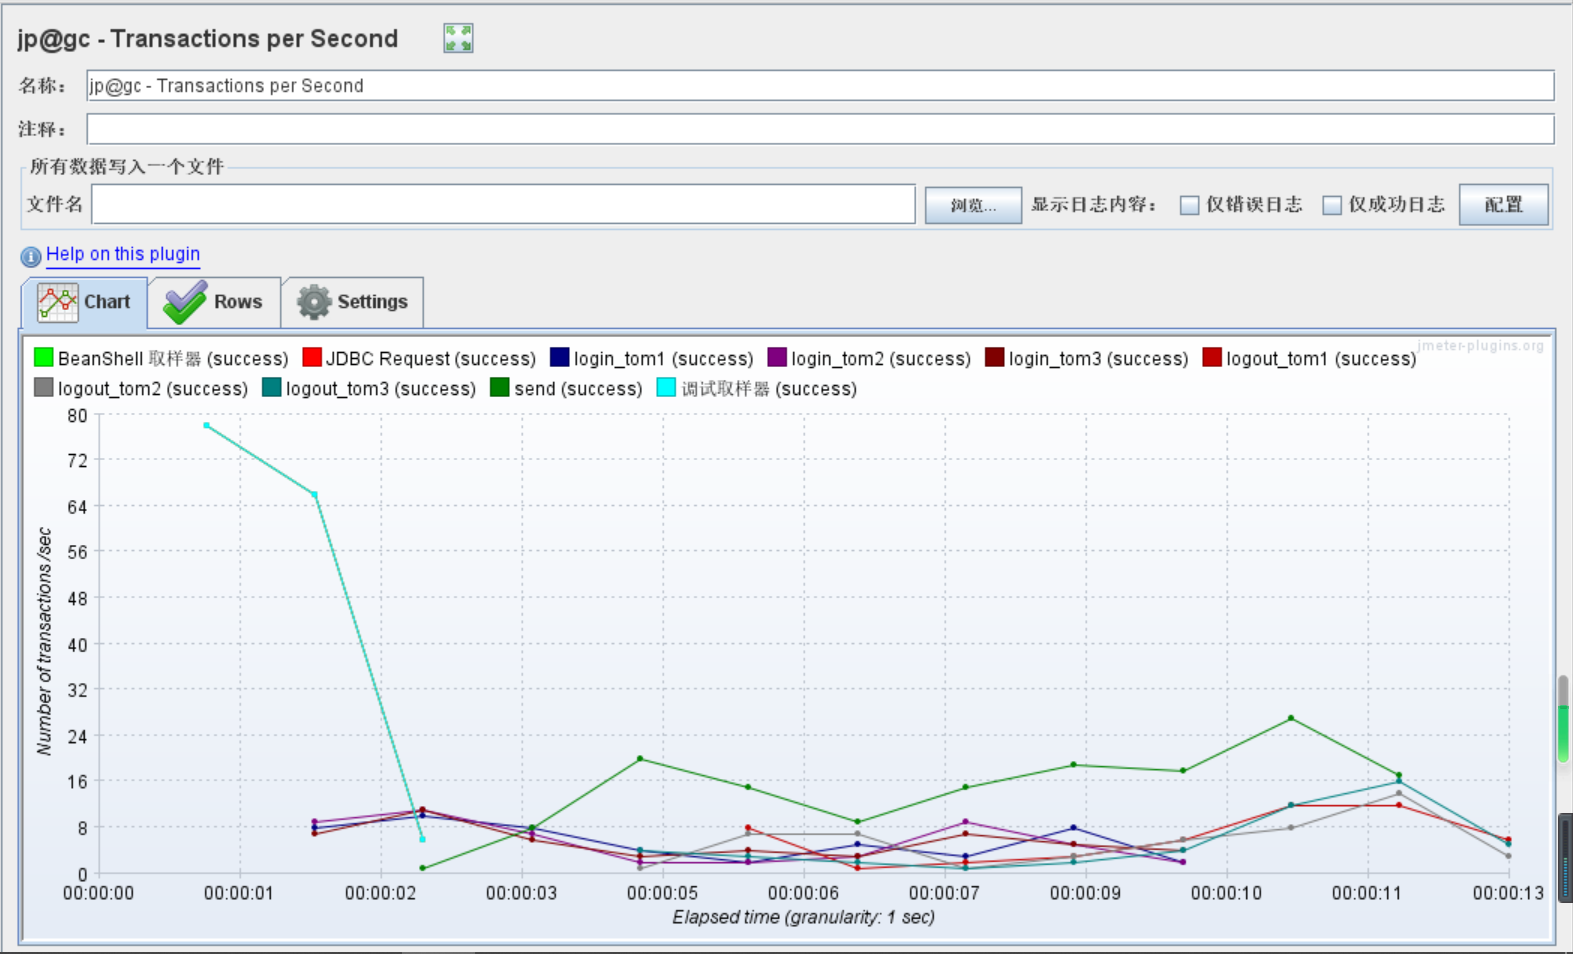 jp@gc - Transactions per Second
名称： jp@gc - Transactions per Second
注释：
所有数据写入一个文件
文件名 浏览... 显示日志内容： 仅错误日志 仅成功日志 配置
Help on this plugin
Chart Rows Settings
jmeter-plugins.org
BeanShell 取样器 (success) JDBC Request (success) login_tom1 (success) login_tom2 (success) login_tom3 (success) logout_tom1 (success)
logout_tom2 (success) logout_tom3 (success) send (success) 调试取样器 (success)
80
72
64
56
48
40
32
24
16
8
0
Number of transactions /sec
00:00:00 00:00:01 00:00:02 00:00:03 00:00:05 00:00:06 00:00:07 00:00:09 00:00:10 00:00:11 00:00:13
Elapsed time (granularity: 1 sec)